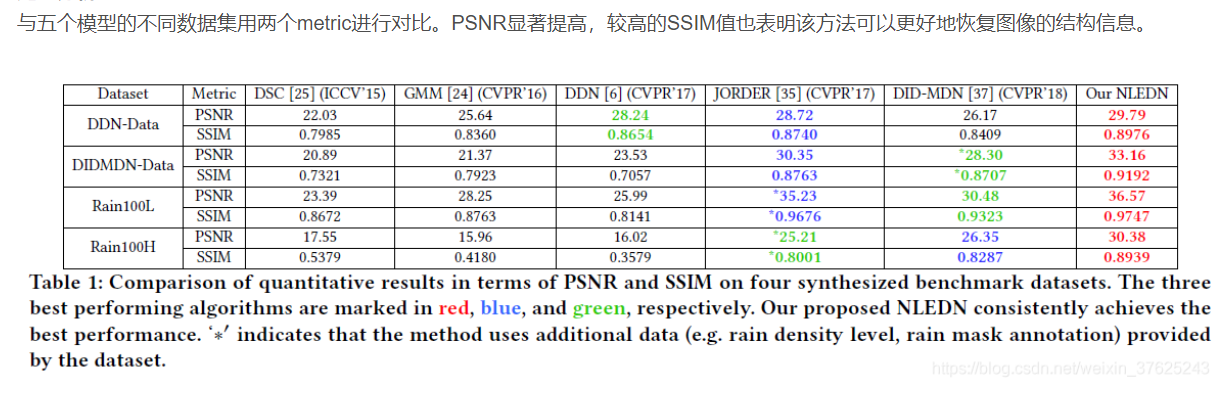 与五个模型的不同数据集用两个metric进行对比。PSNR显著提高，较高的SSIM值也表明该方法可以更好地恢复图像的结构信息。
Dataset Metric DSC [25] (ICCV'15) GMM [24] (CVPR'16) DDN [6] (CVPR'17) JORDER [35] (CVPR'17) DID-MDN [37] (CVPR'18) Our NLEDN
DDN-Data PSNR 22.03 25.64 28.24 28.72 26.17 29.79
SSIM 0.7985 0.8360 0.8654 0.8740 0.8409 0.8976
DIDMDN-Data PSNR 20.89 21.37 23.53 30.35 *28.30 33.16
SSIM 0.7321 0.7923 0.7057 0.8763 *0.8707 0.9192
Rain100L PSNR 23.39 28.25 25.99 *35.23 30.48 36.57
SSIM 0.8672 0.8763 0.8141 *0.9676 0.9323 0.9747
Rain100H PSNR 17.55 15.96 16.02 *25.21 26.35 30.38
SSIM 0.5379 0.4180 0.3579 *0.8001 0.8287 0.8939
Table 1: Comparison of quantitative results in terms of PSNR and SSIM on four synthesized benchmark datasets. The three
best performing algorithms are marked in red, blue, and green, respectively. Our proposed NLEDN consistently achieves the
best performance. '*' indicates that the method uses additional data (e.g. rain density level, rain mask annotation) provided
by the dataset.
https://blog.csdn.net/weixin_37625243